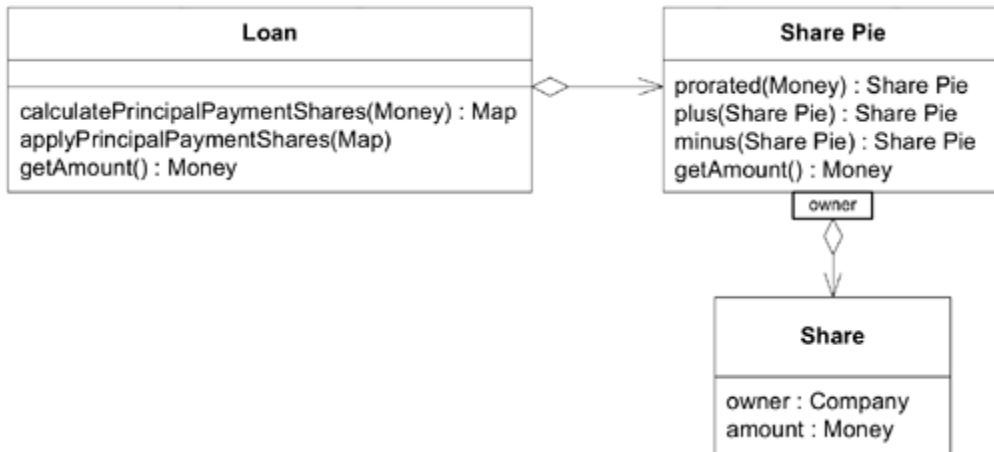 Loan
calculatePrincipalPaymentShares(Money) : Map
applyPrincipalPaymentShares(Map)
getAmount() : Money
Share Pie
prorated(Money) : Share Pie
plus(Share Pie) : Share Pie
minus(Share Pie) : Share Pie
getAmount() : Money
owner
Share
owner : Company
amount : Money